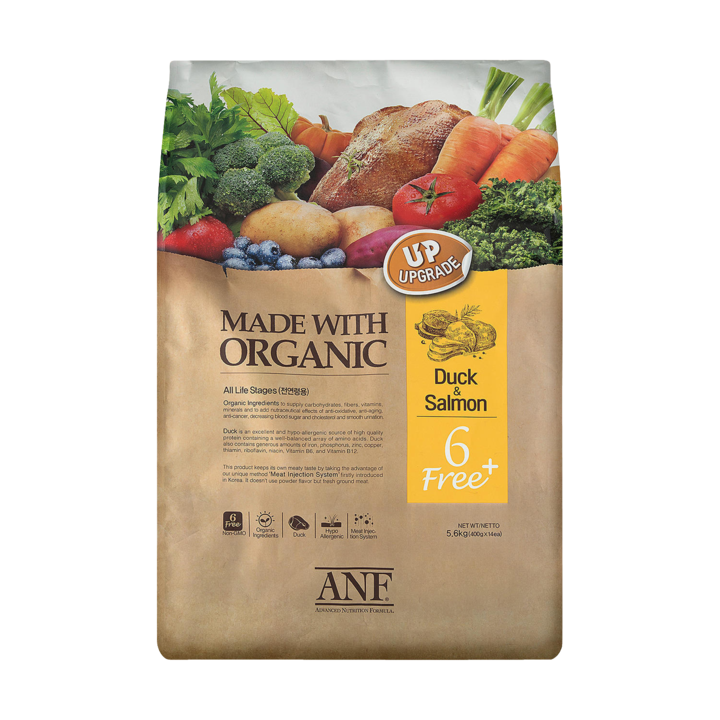 UP
UPGRADE
MADE WITH
ORGANIC
All Life Stages (전연령용)
Organic Ingredients to supply carbohydrates, fibers, vitamins,
minerals and to add nutraceutical effects of anti-oxidative, anti-aging,
anti-cancer, decreasing blood sugar and cholesterol and smooth urination.
Duck is an excellent and hypo-allergenic source of high quality
protein containing a well-balanced array of amino acids. Duck
also contains generous amounts of iron, phosphorus, zinc, copper,
thiamin, riboflavin, niacin, Vitamin B6, and Vitamin B12.
This product keeps its own meaty taste by taking the advantage of
our unique method 'Meat Injection System' firstly introduced
in Korea. It doesn't use powder flavor but fresh ground meat.
Duck
&
Salmon
6
Free+
6
Free
Non-GMO
Organic
Ingredients
Duck
Hypo
Allergenic
Meat Injec-
tion System
NET WT/NETTO
5.6kg(400gX14ea)
ANF®
ADVANCED NUTRITION FORMULA.